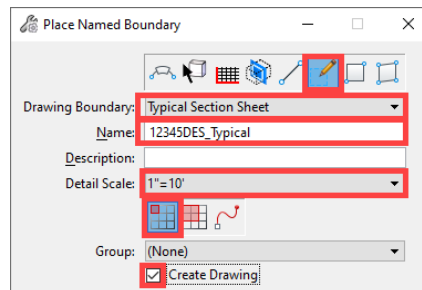 Place Named Boundary
Drawing Boundary: Typical Section Sheet
Name: 12345DES_Typical
Description:
Detail Scale: 1"=10'
Group: (None)
Create Drawing